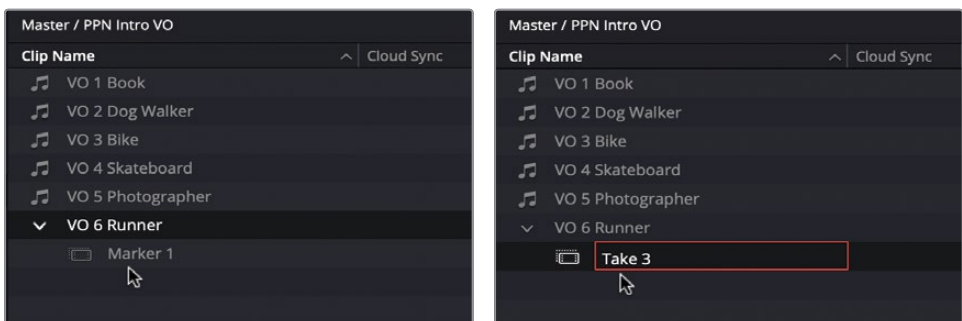 Master / PPN Intro VO
Clip Name Cloud Sync
VO 1 Book
VO 2 Dog Walker
VO 3 Bike
VO 4 Skateboard
VO 5 Photographer
VO 6 Runner
Marker 1
Master / PPN Intro VO
Clip Name Cloud Sync
VO 1 Book
VO 2 Dog Walker
VO 3 Bike
VO 4 Skateboard
VO 5 Photographer
VO 6 Runner
Take 3